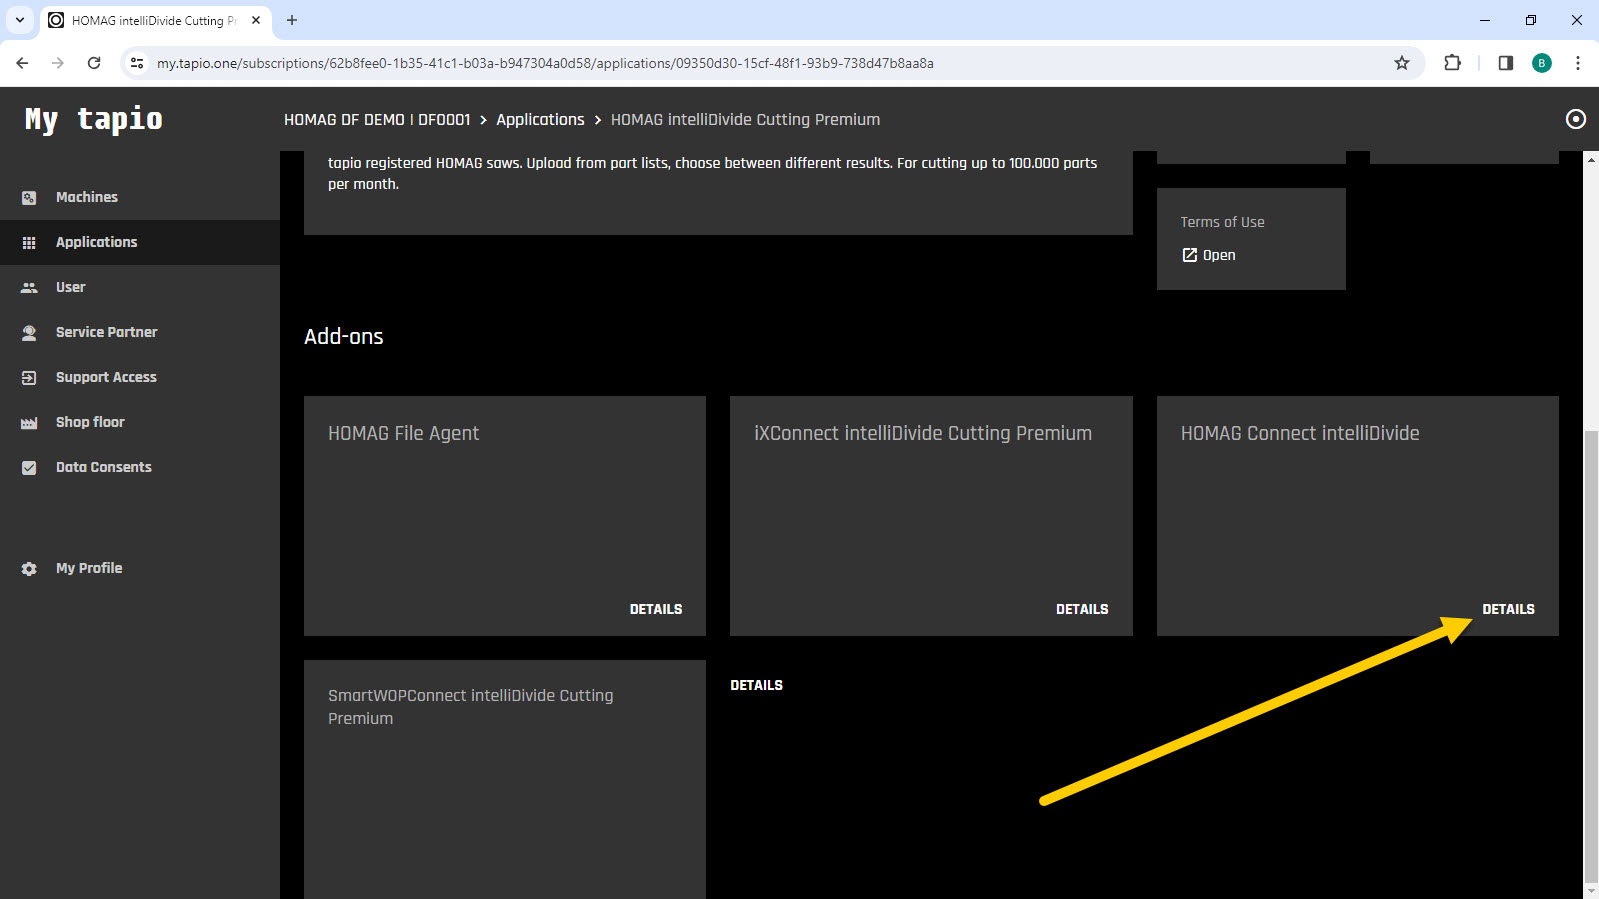 HOMAG intelliDivide Cutting Pr
my.tapio.one/subscriptions/62b8fee0-1b35-41c1-b03a-b947304a0d58/applications/09350d30-15cf-48f1-93b9-738d47b8aa8a
B
My tapio
HOMAG DF DEMO | DF0001 > Applications > HOMAG intelliDivide Cutting Premium
Machines
Applications
User
Service Partner
Support Access
Shop floor
Data Consents
My Profile
tapio registered HOMAG saws. Upload from part lists, choose between different results. For cutting up to 100.000 parts
per month.
Terms of Use
Open
Add-ons
HOMAG File Agent
DETAILS
iXConnect intelliDivide Cutting Premium
DETAILS
HOMAG Connect intelliDivide
DETAILS
SmartWOPConnect intelliDivide Cutting
Premium
DETAILS